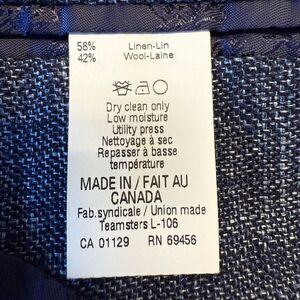 58% Linen-Lin
42% Wool-Laine
Dry clean only
Low moisture
Utility press
Nettoyage à sec
Repasser à basse
température
MADE IN / FAIT AU
CANADA
Fab.syndicale / Union made
Teamsters L-106
CA 01129 RN 69456